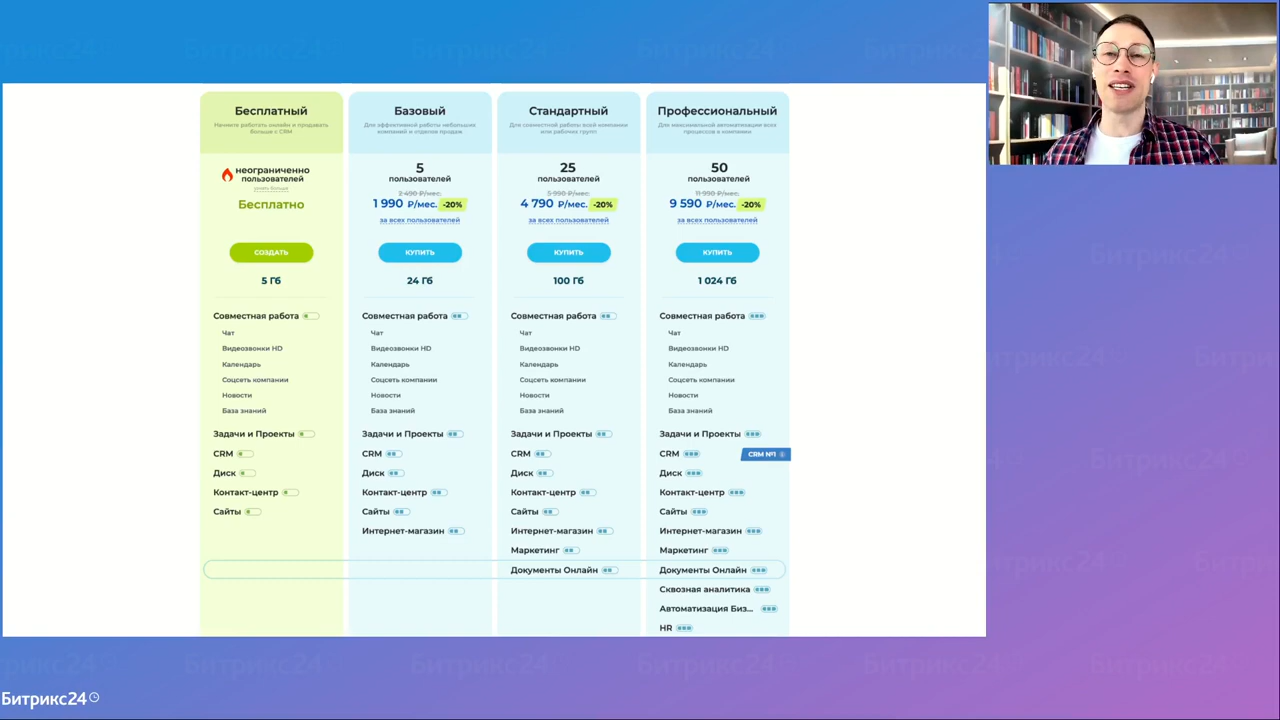 Бесплатный
Начните работать онлайн и продавать
больше с CRM
неограниченно
пользователей
узнать больше
Бесплатно
СОЗДАТЬ
5 Гб
Совместная работа
Чат
Видеозвонки HD
Календарь
Соцсеть компании
Новости
База знаний
Задачи и Проекты
CRM
Диск
Контакт-центр
Сайты
Базовый
Для эффективной работы небольших
компаний и отделов продаж
5
пользователей
2 490 ₽/мес.
1 990 ₽/мес. -20%
за всех пользователей
КУПИТЬ
24 Гб
Совместная работа
Чат
Видеозвонки HD
Календарь
Соцсеть компании
Новости
База знаний
Задачи и Проекты
CRM
Диск
Контакт-центр
Сайты
Интернет-магазин
Стандартный
Для совместной работы всей компании
или рабочих групп
25
пользователей
5 990 ₽/мес.
4 790 ₽/мес. -20%
за всех пользователей
КУПИТЬ
100 Гб
Совместная работа
Чат
Видеозвонки HD
Календарь
Соцсеть компании
Новости
База знаний
Задачи и Проекты
CRM
Диск
Контакт-центр
Сайты
Интернет-магазин
Маркетинг
Документы Онлайн
Профессиональный
Для максимальной автоматизации всех
процессов в компании
50
пользователей
11 990 ₽/мес.
9 590 ₽/мес. -20%
за всех пользователей
КУПИТЬ
1 024 Гб
Совместная работа
Чат
Видеозвонки HD
Календарь
Соцсеть компании
Новости
База знаний
Задачи и Проекты
CRM
CRM №1
Диск
Контакт-центр
Сайты
Интернет-магазин
Маркетинг
Документы Онлайн
Сквозная аналитика
Автоматизация Биз...
HR
Битрикс24